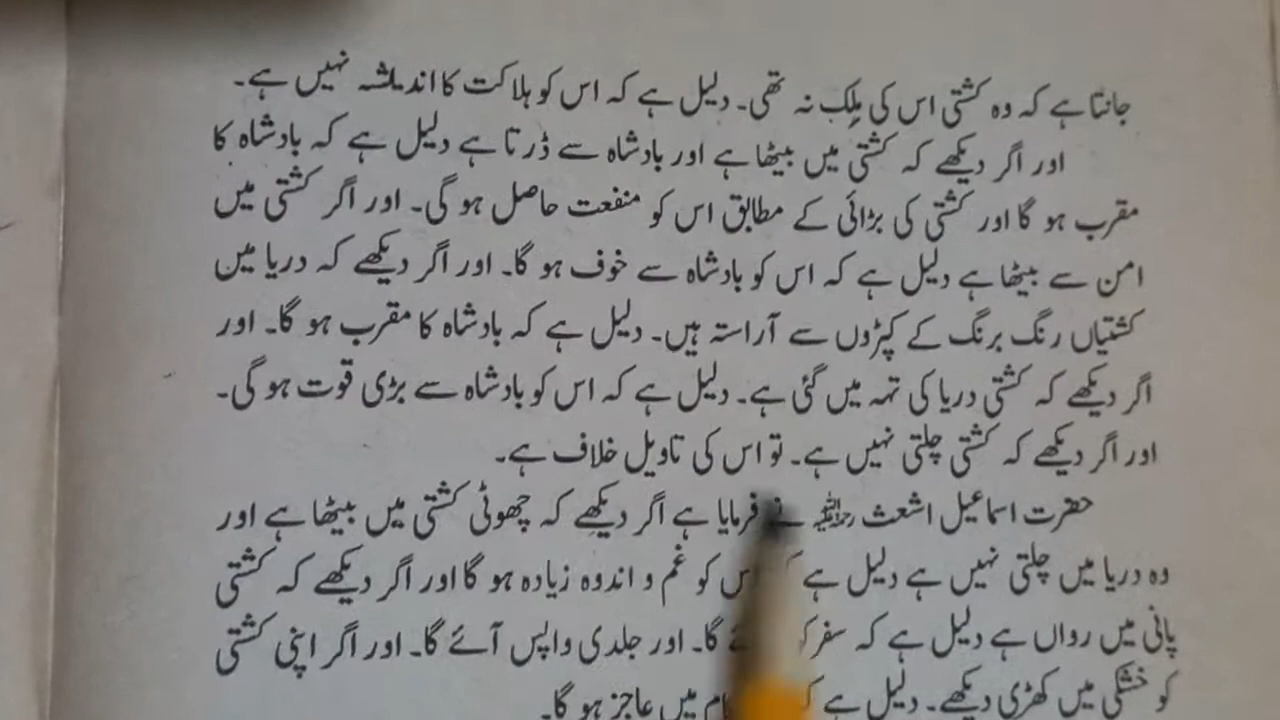 جانتا ہے کہ وہ کشتی اس کی مِلک نہ تھی۔ دلیل ہے کہ اس کو ہلاکت کا اندیشہ نہیں ہے۔
اور اگر دیکھے کہ کشتی میں بیٹھا ہے اور بادشاہ سے ڈرتا ہے دلیل ہے کہ بادشاہ کا
مقرب ہو گا اور کشتی کی بڑائی کے مطابق اس کو منفعت حاصل ہو گی۔ اور اگر کشتی میں
امن سے بیٹھا ہے دلیل ہے کہ اس کو بادشاہ سے خوف ہو گا۔ اور اگر دیکھے کہ دریا میں
کشتیاں رنگ برنگ کے کپڑوں سے آراستہ ہیں۔ دلیل ہے کہ بادشاہ کا مقرب ہو گا۔ اور
اگر دیکھے کہ کشتی دریا کی تہہ میں گئی ہے۔ دلیل ہے کہ اس کو بادشاہ سے بڑی قوت ہو گی۔
اور اگر دیکھے کہ کشتی چلتی نہیں ہے۔ تو اس کی تاویل خلاف ہے۔
حضرت اسماعیل اشعث رحمۃ اللہ علیہ نے فرمایا ہے اگر دیکھے کہ چھوٹی کشتی میں بیٹھا ہے اور
وہ دریا میں چلتی نہیں ہے دلیل ہے کو غم و اندوہ زیادہ ہو گا اور اگر دیکھے کہ کشتی
پانی میں رواں ہے دلیل ہے کہ سفر گا۔ اور جلدی واپس آئے گا۔ اور اگر اپنی کشتی
کو خشکی میں کھڑی دیکھے۔ دلیل ہے میں عاجز ہو گا۔